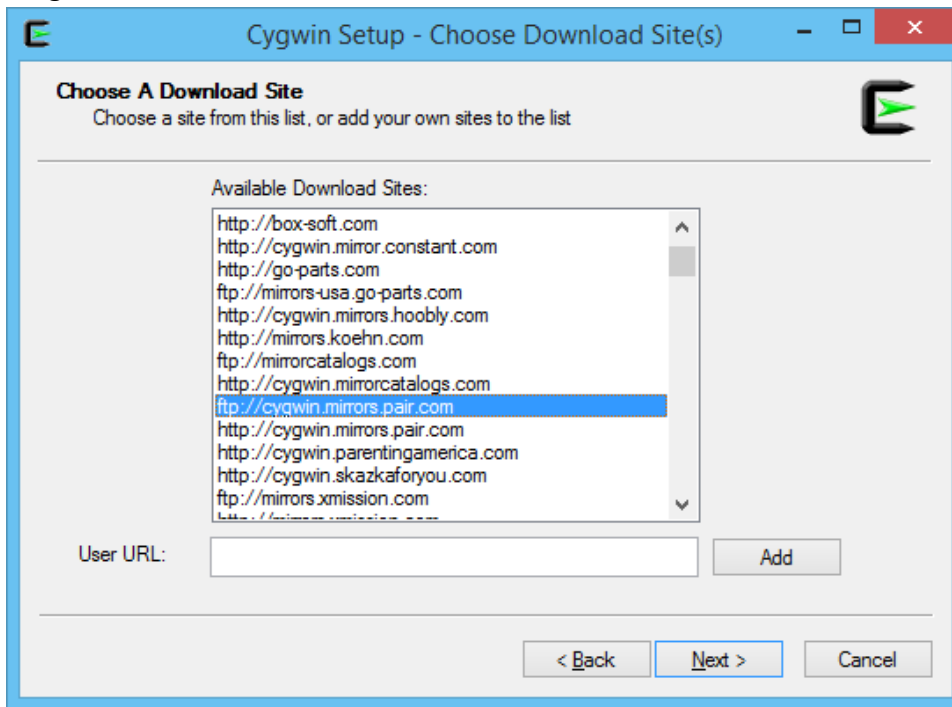 Cygwin Setup - Choose Download Site(s)
Choose A Download Site
Choose a site from this list, or add your own sites to the list
Available Download Sites:
http://box-soft.com
http://cygwin.mirror.constant.com
http://go-parts.com
ftp://mirrors-usa.go-parts.com
http://cygwin.mirrors.hoobly.com
http://mirrors.koehn.com
ftp://mirrorcatalogs.com
http://cygwin.mirrorcatalogs.com
ftp://cygwin.mirrors.pair.com
http://cygwin.mirrors.pair.com
http://cygwin.parentingamerica.com
http://cygwin.skazkaforyou.com
ftp://mirrors.xmission.com
User URL:
Add
< Back
Next >
Cancel